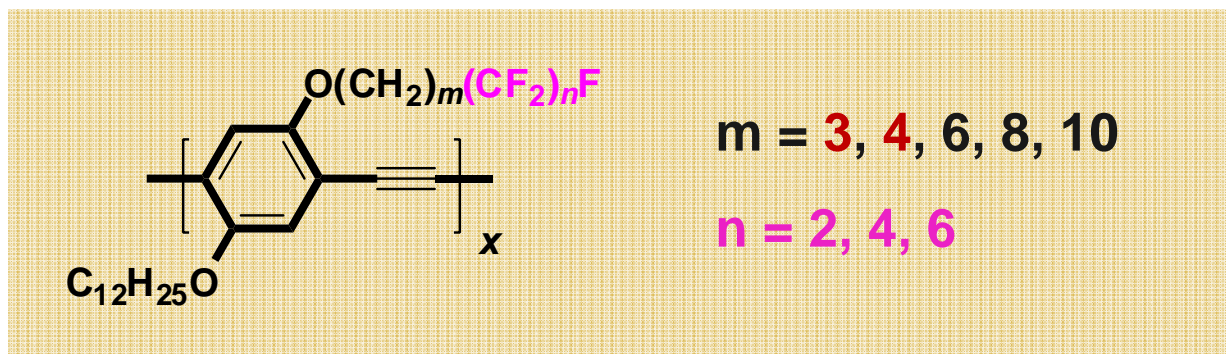 O(CH₂)ₘ(CF₂)ₙF
m = 3, 4, 6, 8, 10
n = 2, 4, 6
x
C₁₂H₂₅O